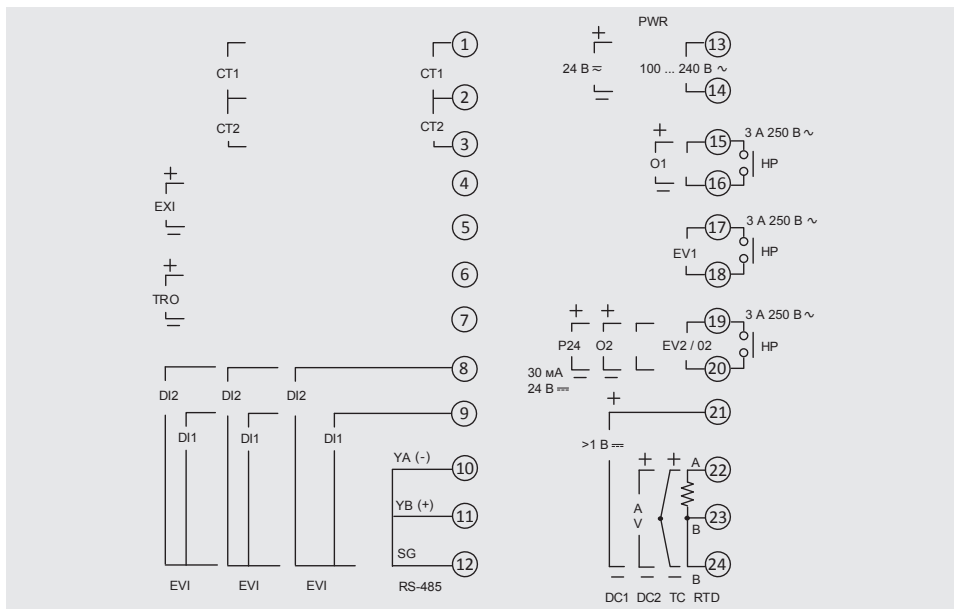 PWR
CT1
CT1
1
CT2
CT2
2
3
+
EXI
4
5
+
TRO
6
7
DI2
DI2
DI2
8
DI1
DI1
DI1
9
YA (-)
10
YB (+)
11
SG
12
EVI
EVI
EVI
RS-485
+
24 В ≂
100 ... 240 В ∿
13
14
+
O1
15
16
3 А 250 В ∿
НР
EV1
17
18
3 А 250 В ∿
НР
+
+
P24
O2
EV2 / 02
19
20
3 А 250 В ∿
НР
30 мА
24 В ⎓
+
21
>1 В ⎓
+
+
A
22
A
V
B
23
B
24
DC1
DC2
TC
RTD